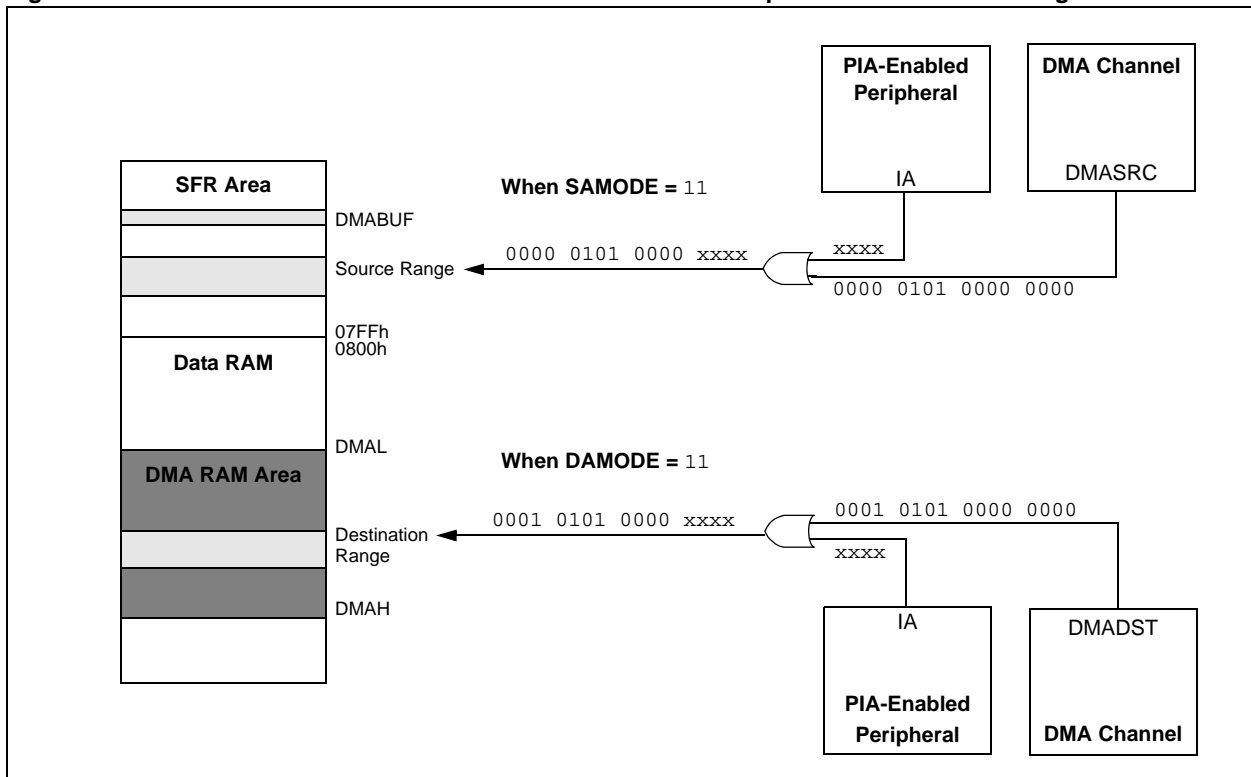 PIA-Enabled
Peripheral
IA
DMA Channel
DMASRC
SFR Area
DMABUF
Source Range
07FFh
0800h
Data RAM
DMAL
DMA RAM Area
Destination
Range
DMAH
When SAMODE = 11
0000 0101 0000 xxxx
xxxx
0000 0101 0000 0000
When DAMODE = 11
0001 0101 0000 xxxx
0001 0101 0000 0000
xxxx
IA
PIA-Enabled
Peripheral
DMADST
DMA Channel